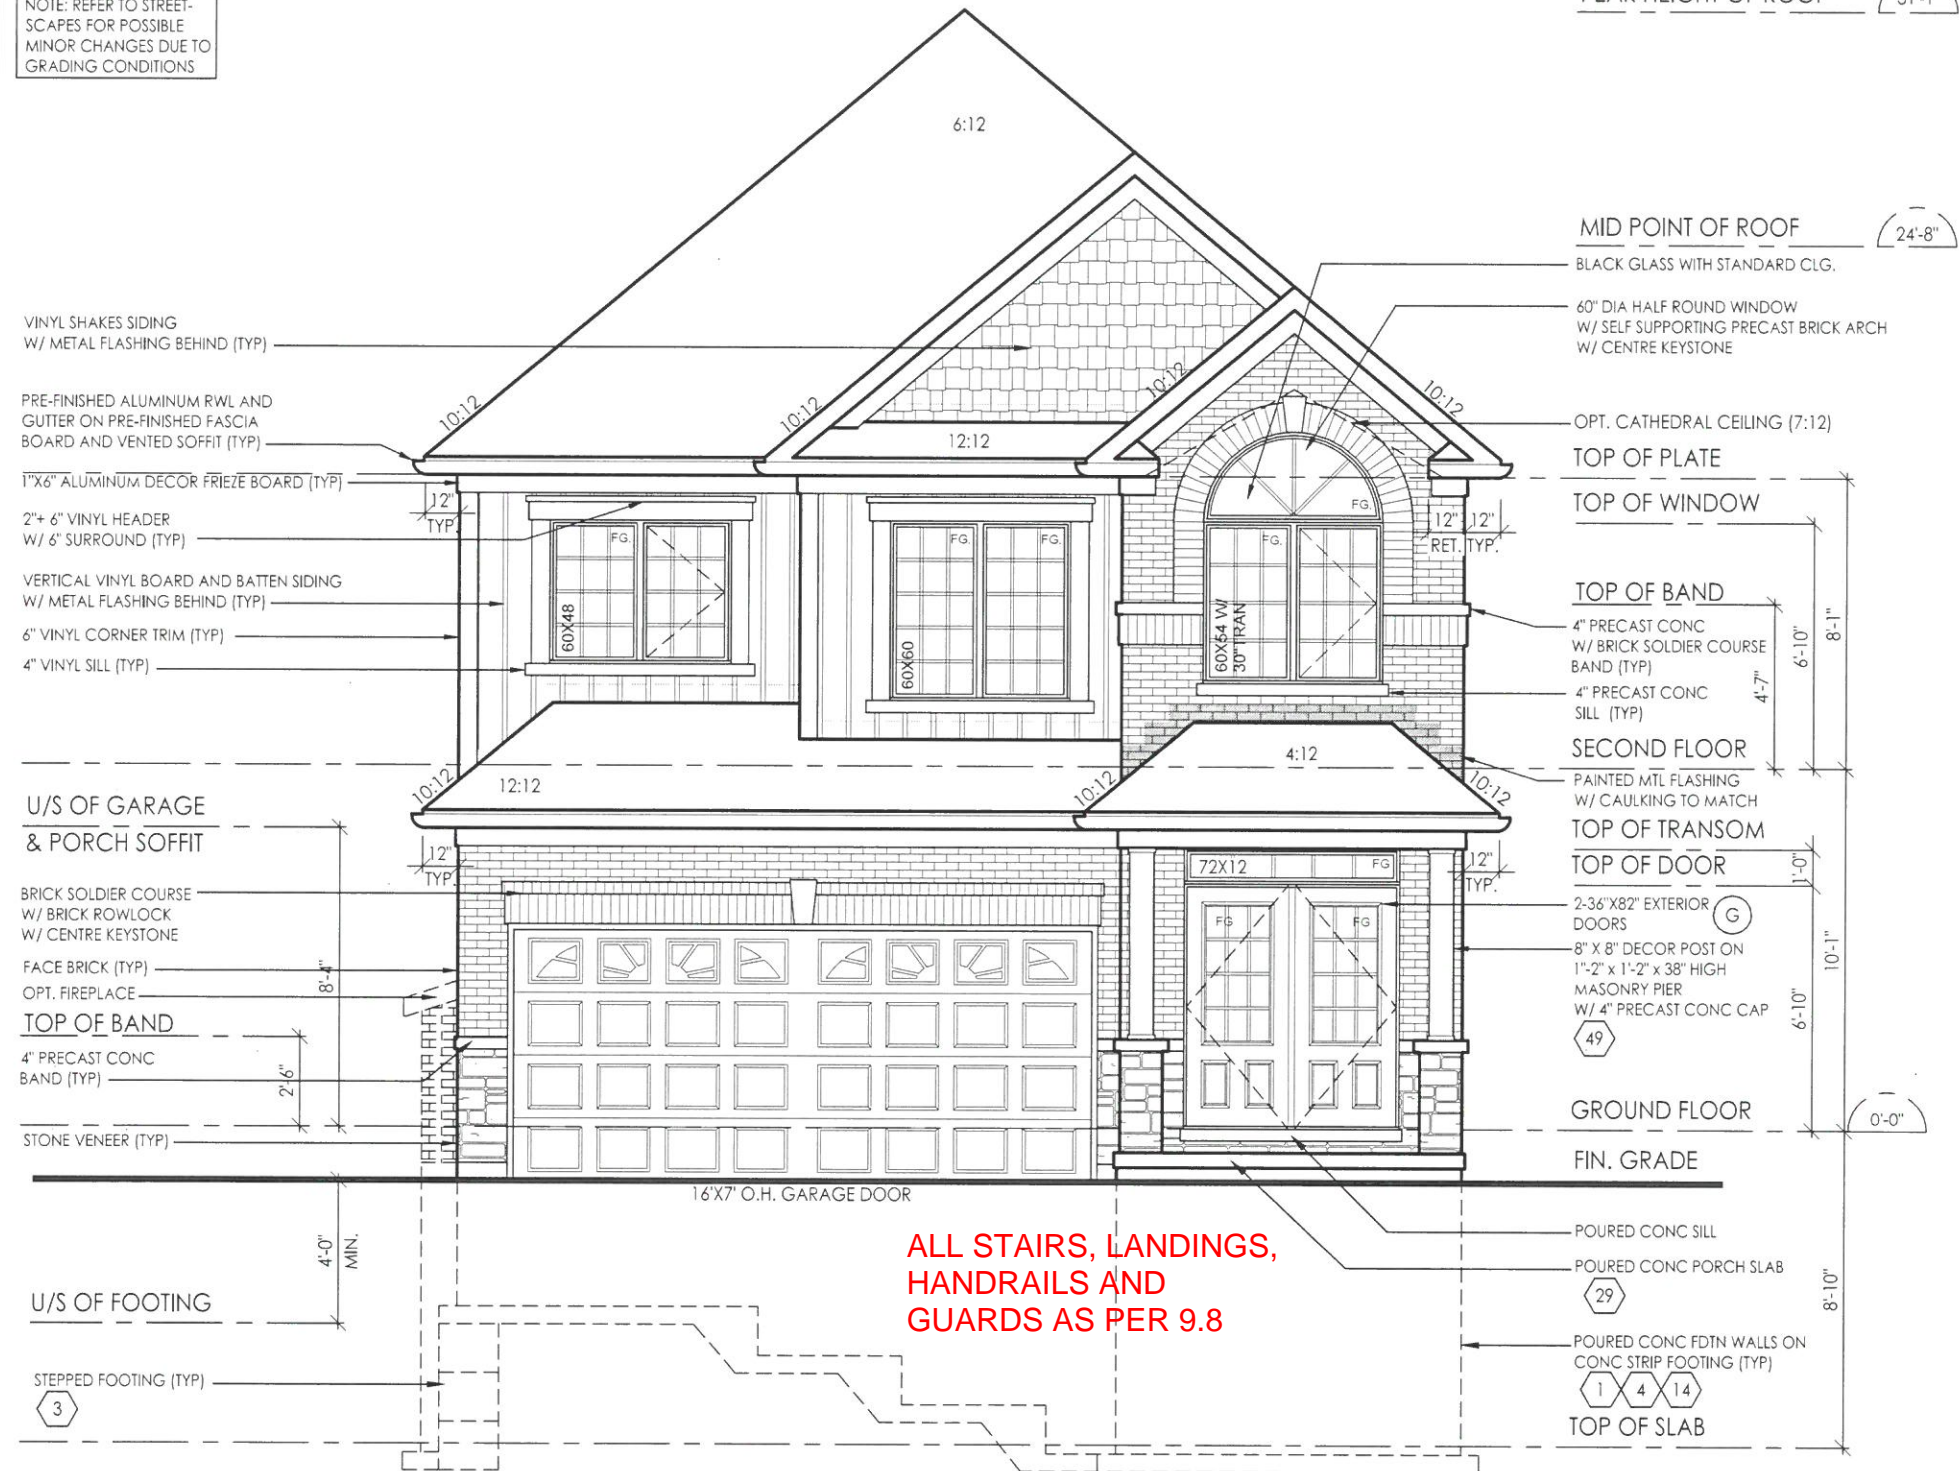 NOTE: REFER TO STREET-
SCAPES FOR POSSIBLE
MINOR CHANGES DUE TO
GRADING CONDITIONS
6:12
MID POINT OF ROOF
24'-8"
BLACK GLASS WITH STANDARD CLG.
60" DIA HALF ROUND WINDOW
W/ SELF SUPPORTING PRECAST BRICK ARCH
W/ CENTRE KEYSTONE
OPT. CATHEDRAL CEILING (7:12)
TOP OF PLATE
TOP OF WINDOW
TOP OF BAND
4" PRECAST CONC
W/ BRICK SOLDIER COURSE
BAND (TYP)
4" PRECAST CONC
SILL (TYP)
SECOND FLOOR
PAINTED MTL FLASHING
W/ CAULKING TO MATCH
TOP OF TRANSOM
TOP OF DOOR
2-36"X82" EXTERIOR
DOORS
G
8" X 8" DECOR POST ON
1'-2" x 1'-2" x 38" HIGH
MASONRY PIER
W/ 4" PRECAST CONC CAP
49
GROUND FLOOR
0'-0"
FIN. GRADE
POURED CONC SILL
POURED CONC PORCH SLAB
29
POURED CONC FDTN WALLS ON
CONC STRIP FOOTING (TYP)
1 4 14
TOP OF SLAB
4'-7"
6'-10"
8'-1"
1'-0"
6'-10"
10'-1"
8'-10"
VINYL SHAKES SIDING
W/ METAL FLASHING BEHIND (TYP)
PRE-FINISHED ALUMINUM RWL AND
GUTTER ON PRE-FINISHED FASCIA
BOARD AND VENTED SOFFIT (TYP)
1"X6" ALUMINUM DECOR FRIEZE BOARD (TYP)
2"+ 6" VINYL HEADER
W/ 6" SURROUND (TYP)
VERTICAL VINYL BOARD AND BATTEN SIDING
W/ METAL FLASHING BEHIND (TYP)
6" VINYL CORNER TRIM (TYP)
4" VINYL SILL (TYP)
U/S OF GARAGE
& PORCH SOFFIT
BRICK SOLDIER COURSE
W/ BRICK ROWLOCK
W/ CENTRE KEYSTONE
FACE BRICK (TYP)
OPT. FIREPLACE
TOP OF BAND
4" PRECAST CONC
BAND (TYP)
STONE VENEER (TYP)
8'-4"
2'-6"
4'-0"
MIN.
U/S OF FOOTING
STEPPED FOOTING (TYP)
3
10:12
10:12
10:12
10:12
12:12
12"
TYP.
FG.
60X48
FG.
FG.
60X60
FG.
FG.
60X54 W/
30" TRAN
12" 12"
RET. TYP.
10:12
12:12
10:12
4:12
10:12
12"
TYP.
72X12
FG
12"
TYP.
FG
FG
16'X7' O.H. GARAGE DOOR
ALL STAIRS, LANDINGS,
HANDRAILS AND
GUARDS AS PER 9.8